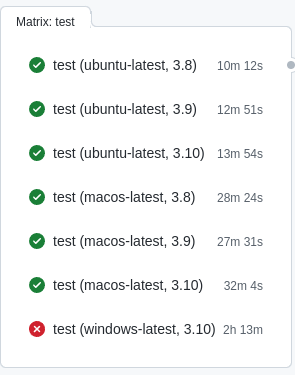 Matrix: test
test (ubuntu-latest, 3.8) 10m 12s
test (ubuntu-latest, 3.9) 12m 51s
test (ubuntu-latest, 3.10) 13m 54s
test (macos-latest, 3.8) 28m 24s
test (macos-latest, 3.9) 27m 31s
test (macos-latest, 3.10) 32m 4s
test (windows-latest, 3.10) 2h 13m